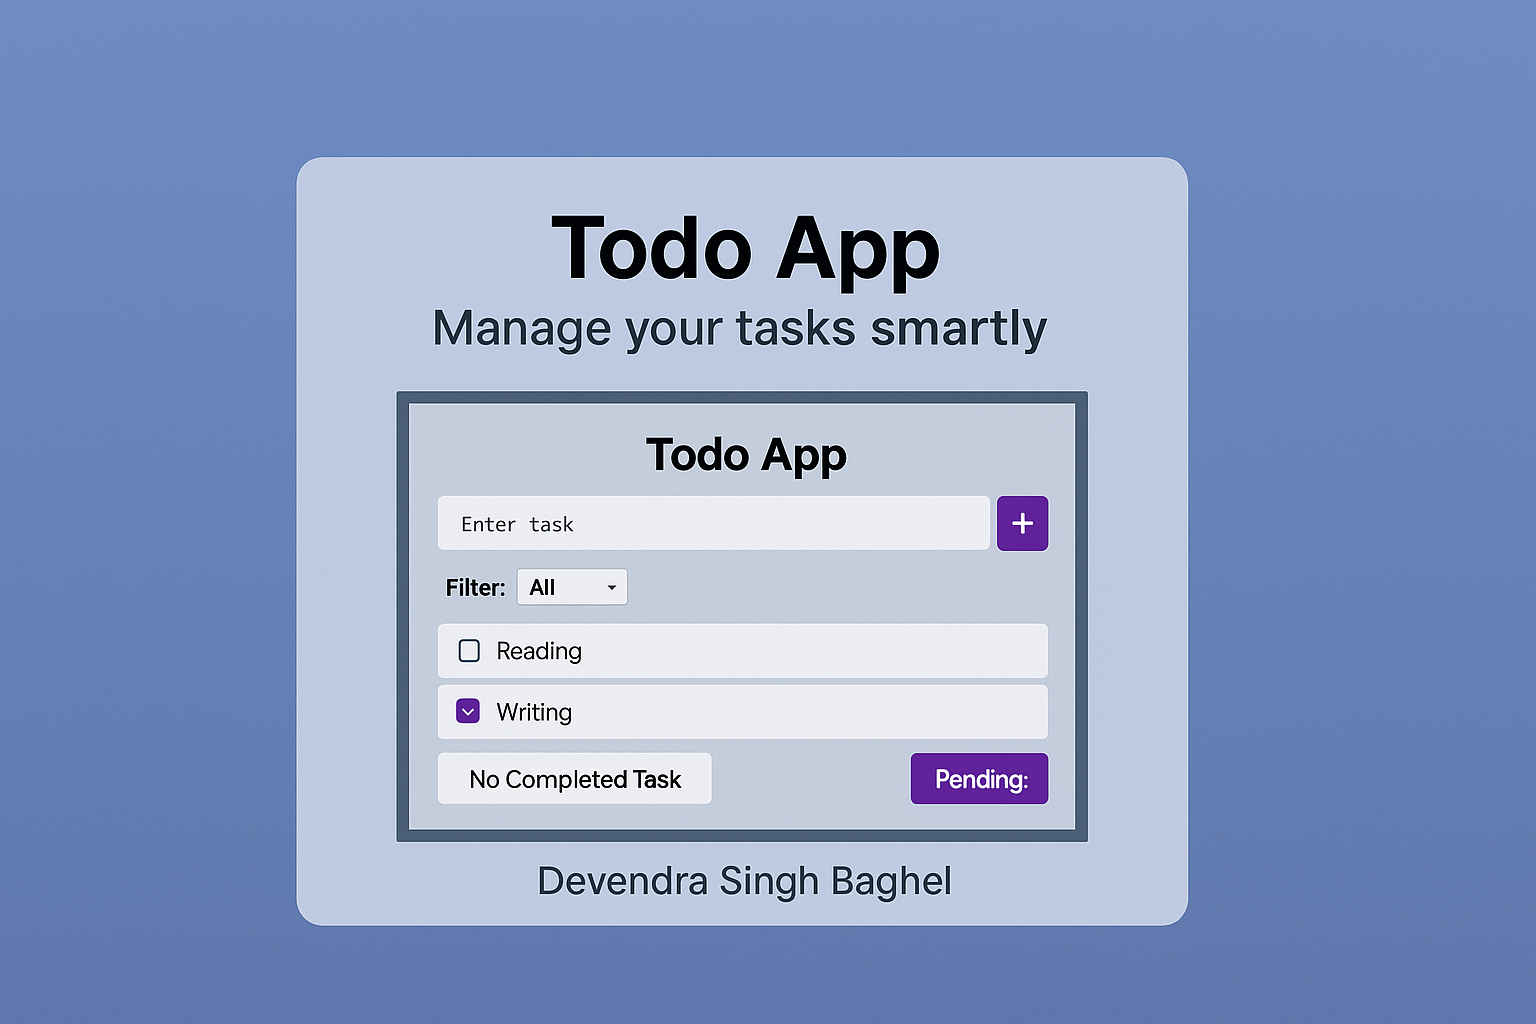 Todo App
Manage your tasks smartly
Todo App
Enter task
+
Filter: All
Reading
Writing
No Completed Task
Pending:
Devendra Singh Baghel